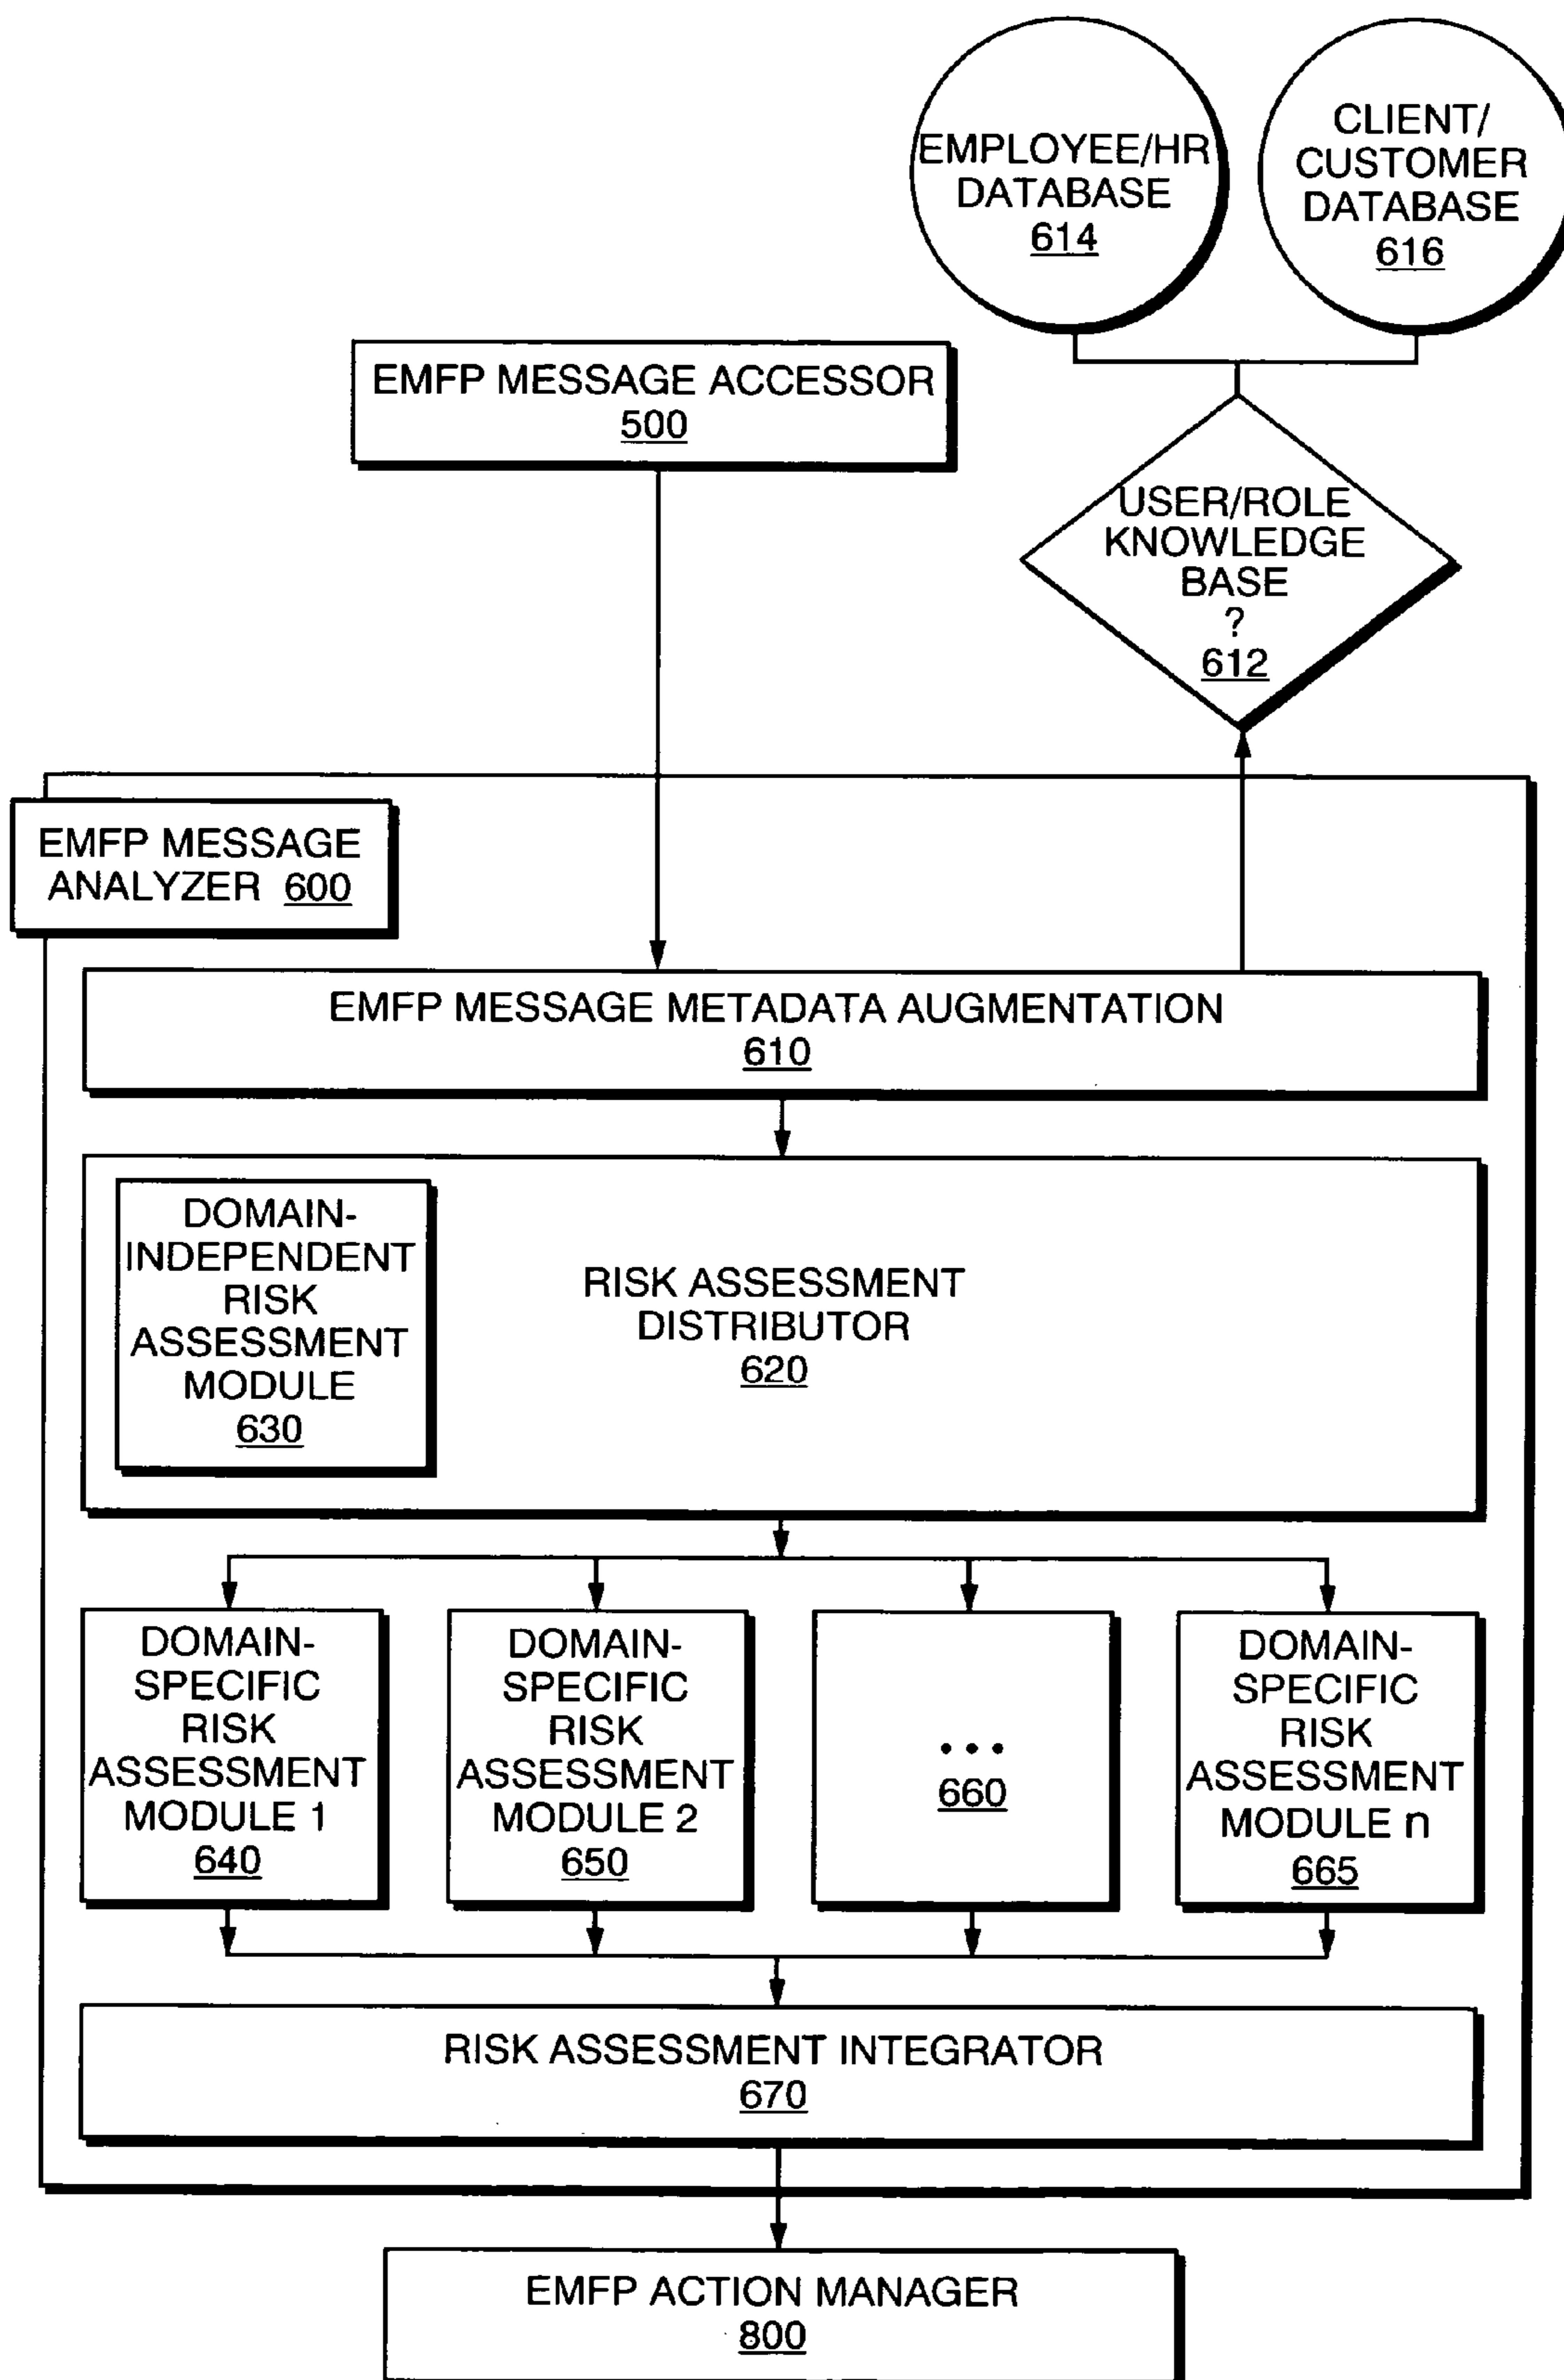 EMPLOYEE/HR
DATABASE
614
CLIENT/
CUSTOMER
DATABASE
616
EMFP MESSAGE ACCESSOR
500
USER/ROLE
KNOWLEDGE
BASE
?
612
EMFP MESSAGE
ANALYZER 600
EMFP MESSAGE METADATA AUGMENTATION
610
DOMAIN-
INDEPENDENT
RISK
ASSESSMENT
MODULE
630
RISK ASSESSMENT
DISTRIBUTOR
620
DOMAIN-
SPECIFIC
RISK
ASSESSMENT
MODULE 1
640
DOMAIN-
SPECIFIC
RISK
ASSESSMENT
MODULE 2
650
...
660
DOMAIN-
SPECIFIC
RISK
ASSESSMENT
MODULE n
665
RISK ASSESSMENT INTEGRATOR
670
EMFP ACTION MANAGER
800